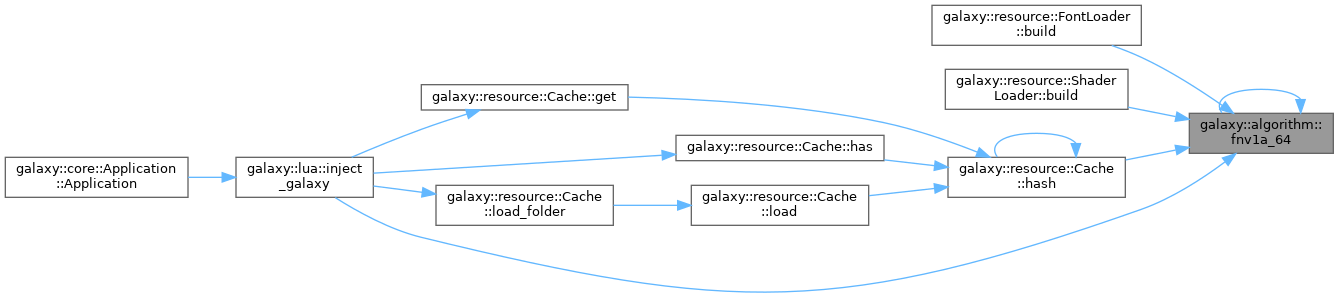 galaxy::resource::FontLoader
::build
galaxy::resource::Shader
Loader::build
galaxy::resource::Cache::get
galaxy::algorithm::
fnv1a_64
galaxy::resource::Cache::has
galaxy::core::Application
::Application
galaxy::lua::inject
_galaxy
galaxy::resource::Cache
::hash
galaxy::resource::Cache
::load_folder
galaxy::resource::Cache
::load